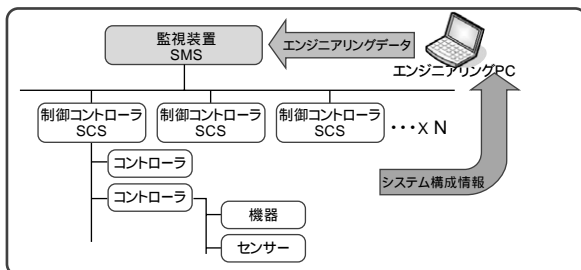 監視装置
SMS
エンジニアリングデータ
エンジニアリングPC
制御コントローラ
SCS
制御コントローラ
SCS
制御コントローラ
SCS
・・・x N
コントローラ
コントローラ
システム構成情報
機器
センサー